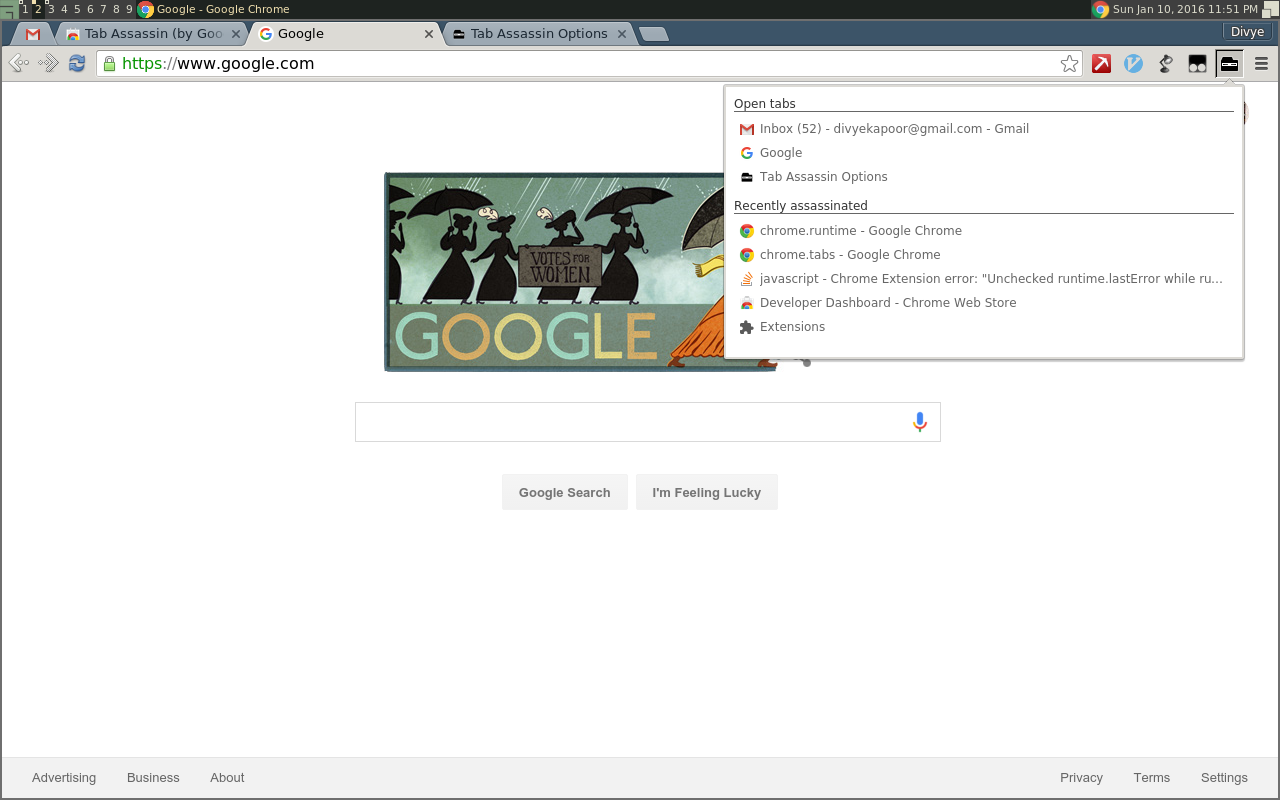 1 2 3 4 5 6 7 8 9 Google - Google Chrome Sun Jan 10, 2016 11:51 PM
Tab Assassin (by Goo Google Tab Assassin Options Divye
https://www.google.com
Open tabs
Inbox (52) - divyekapoor@gmail.com - Gmail
Google
Tab Assassin Options
Recently assassinated
chrome.runtime - Google Chrome
chrome.tabs - Google Chrome
javascript - Chrome Extension error: "Unchecked runtime.lastError while ru...
Developer Dashboard - Chrome Web Store
Extensions
VOTES FOR
WOMEN
GOOGLE
Google Search I'm Feeling Lucky
Advertising Business About Privacy Terms Settings